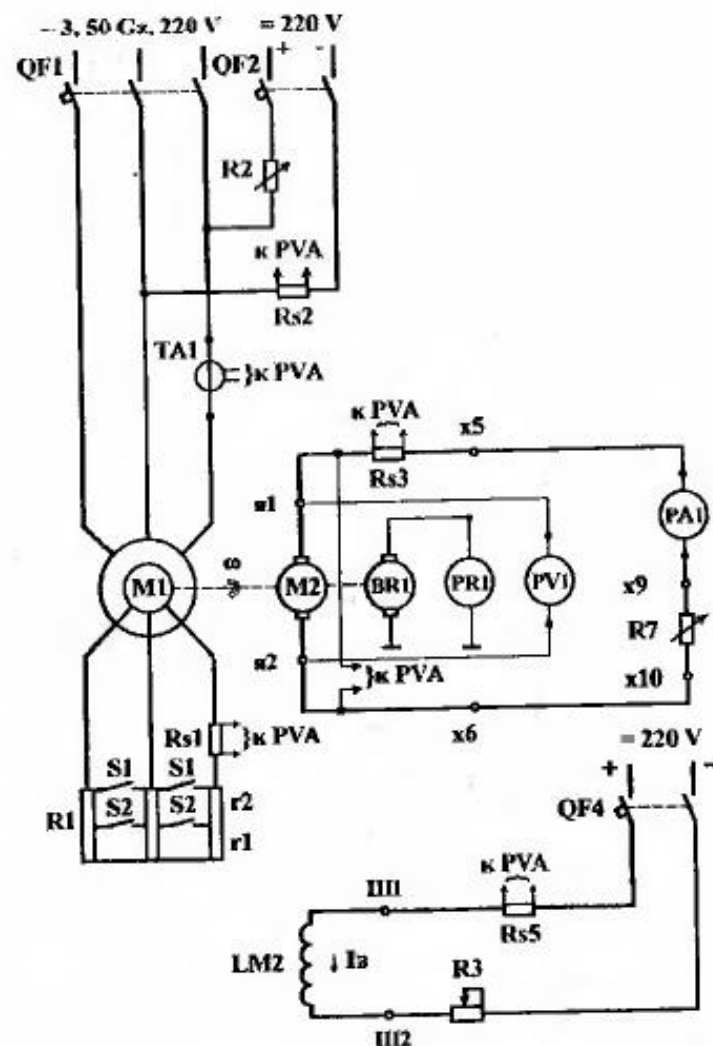 ~ 3, 50 Gz, 220 V = 220 V
QF1 QF2 + -
R2
к PVA
Rs2
TA1 }к PVA
к PVA
Rs3 x5
я1
PA1
ω
M1 M2 BR1 PR1 PV1
x9
R7
я2
}к PVA
x10
x6
Rs1 }к PVA
S1 S1
S2 S2
R1 r2
r1
= 220 V
+ -
QF4
к PVA
Ш1
Rs5
LM2 ↓ Iв
R3
Ш2